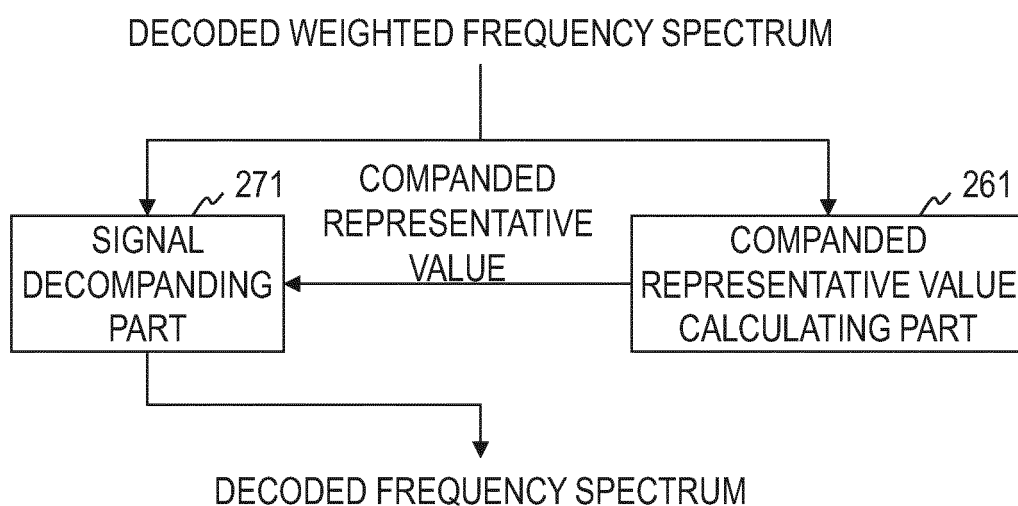 DECODED WEIGHTED FREQUENCY SPECTRUM
271
COMPANDED
REPRESENTATIVE
VALUE
261
SIGNAL
DECOMPANDING
PART
COMPANDED
REPRESENTATIVE VALUE
CALCULATING PART
DECODED FREQUENCY SPECTRUM